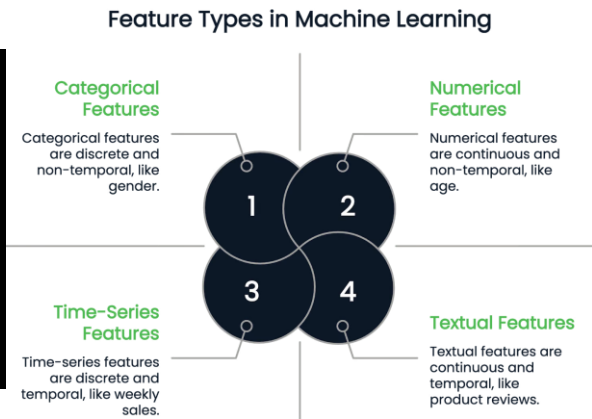 Feature Types in Machine Learning
Categorical
Features
Categorical features
are discrete and
non-temporal, like
gender.
Numerical
Features
Numerical features
are continuous and
non-temporal, like
age.
1
2
3
4
Time-Series
Features
Time-series features
are discrete and
temporal, like weekly
sales.
Textual Features
Textual features are
continuous and
temporal, like
product reviews.